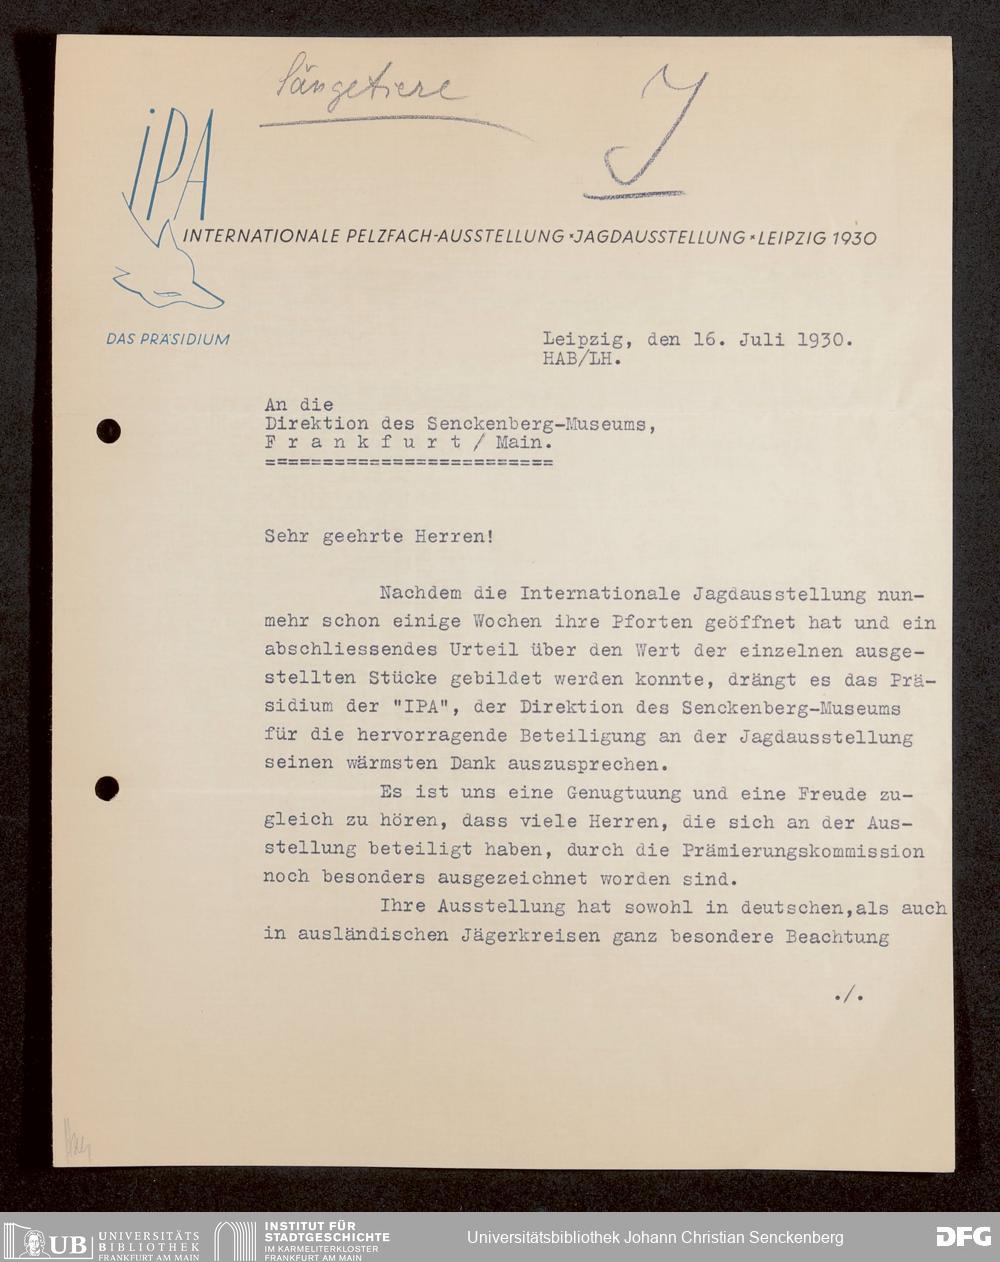 Säugetiere
J
iPA
INTERNATIONALE PELZFACH-AUSSTELLUNG * JAGDAUSSTELLUNG * LEIPZIG 1930
DAS PRÄSIDIUM
Leipzig, den 16. Juli 1930.
HAB/LH.
An die
Direktion des Senckenberg-Museums,
F r a n k f u r t / Main.
=========================
Sehr geehrte Herren!
Nachdem die Internationale Jagdausstellung nun-
mehr schon einige Wochen ihre Pforten geöffnet hat und ein
abschliessendes Urteil über den Wert der einzelnen ausge-
stellten Stücke gebildet werden konnte, drängt es das Prä-
sidium der "IPA", der Direktion des Senckenberg-Museums
für die hervorragende Beteiligung an der Jagdausstellung
seinen wärmsten Dank auszusprechen.
Es ist uns eine Genugtuung und eine Freude zu-
gleich zu hören, dass viele Herren, die sich an der Aus-
stellung beteiligt haben, durch die Prämierungskommission
noch besonders ausgezeichnet worden sind.
Ihre Ausstellung hat sowohl in deutschen,als auch
in ausländischen Jägerkreisen ganz besondere Beachtung
./.
UB UNIVERSITÄTS
BIBLIOTHEK
FRANKFURT AM MAIN
INSTITUT FÜR
STADTGESCHICHTE
IM KARMELITERKLOSTER
FRANKFURT AM MAIN
Universitätsbibliothek Johann Christian Senckenberg
DFG